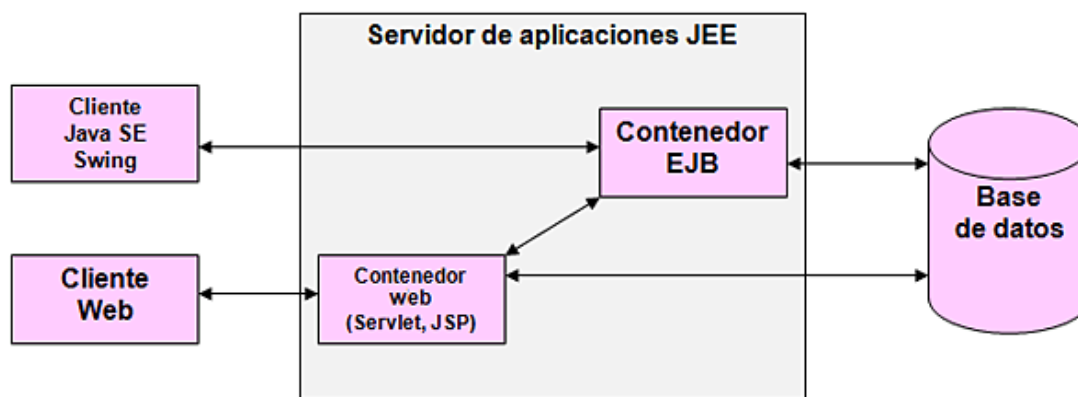 Servidor de aplicaciones JEE
Cliente
Java SE
Swing
Contenedor
EJB
Base
de datos
Cliente
Web
Contenedor
web
(Servlet, JSP)